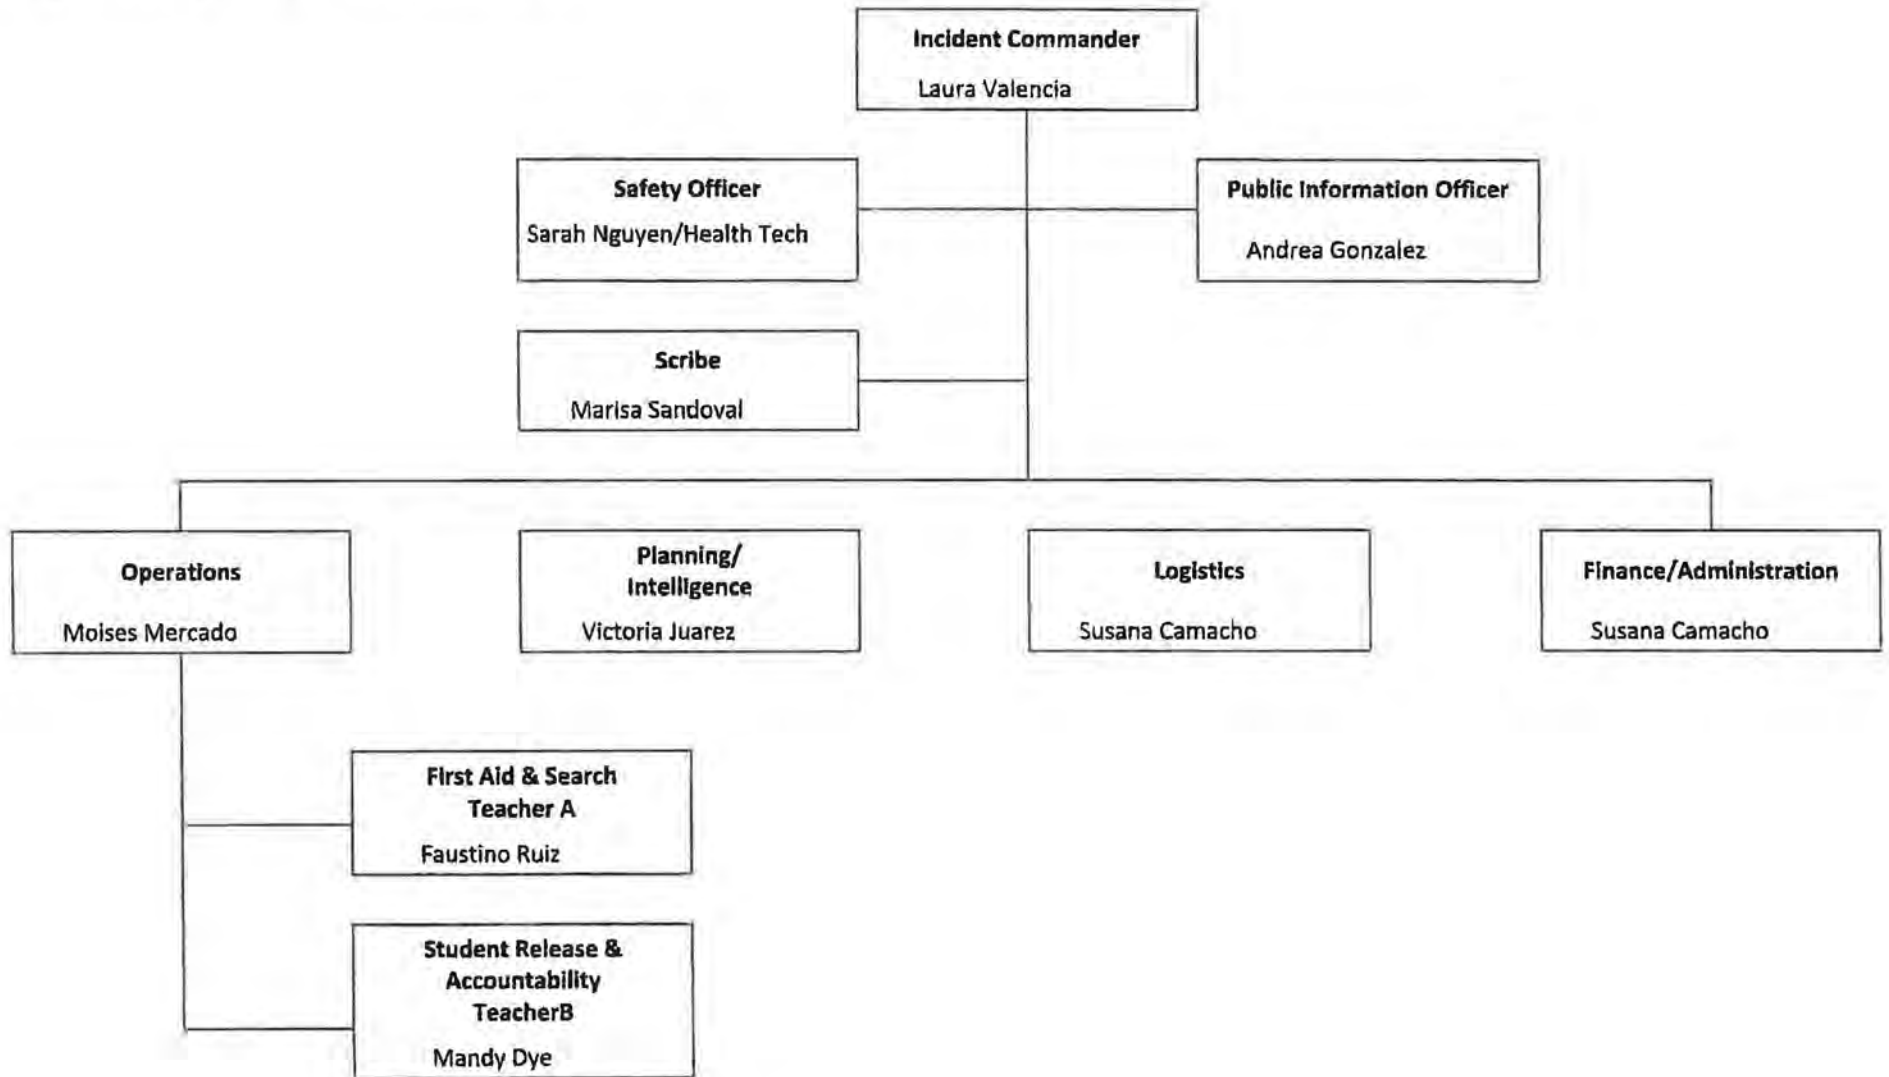 Incident Commander
Laura Valencia
Safety Officer
Sarah Nguyen/Health Tech
Public Information Officer
Andrea Gonzalez
Scribe
Marisa Sandoval
Operations
Moises Mercado
Planning/
Intelligence
Victoria Juarez
Logistics
Susana Camacho
Finance/Administration
Susana Camacho
First Aid & Search
Teacher A
Faustino Ruiz
Student Release &
Accountability
TeacherB
Mandy Dye